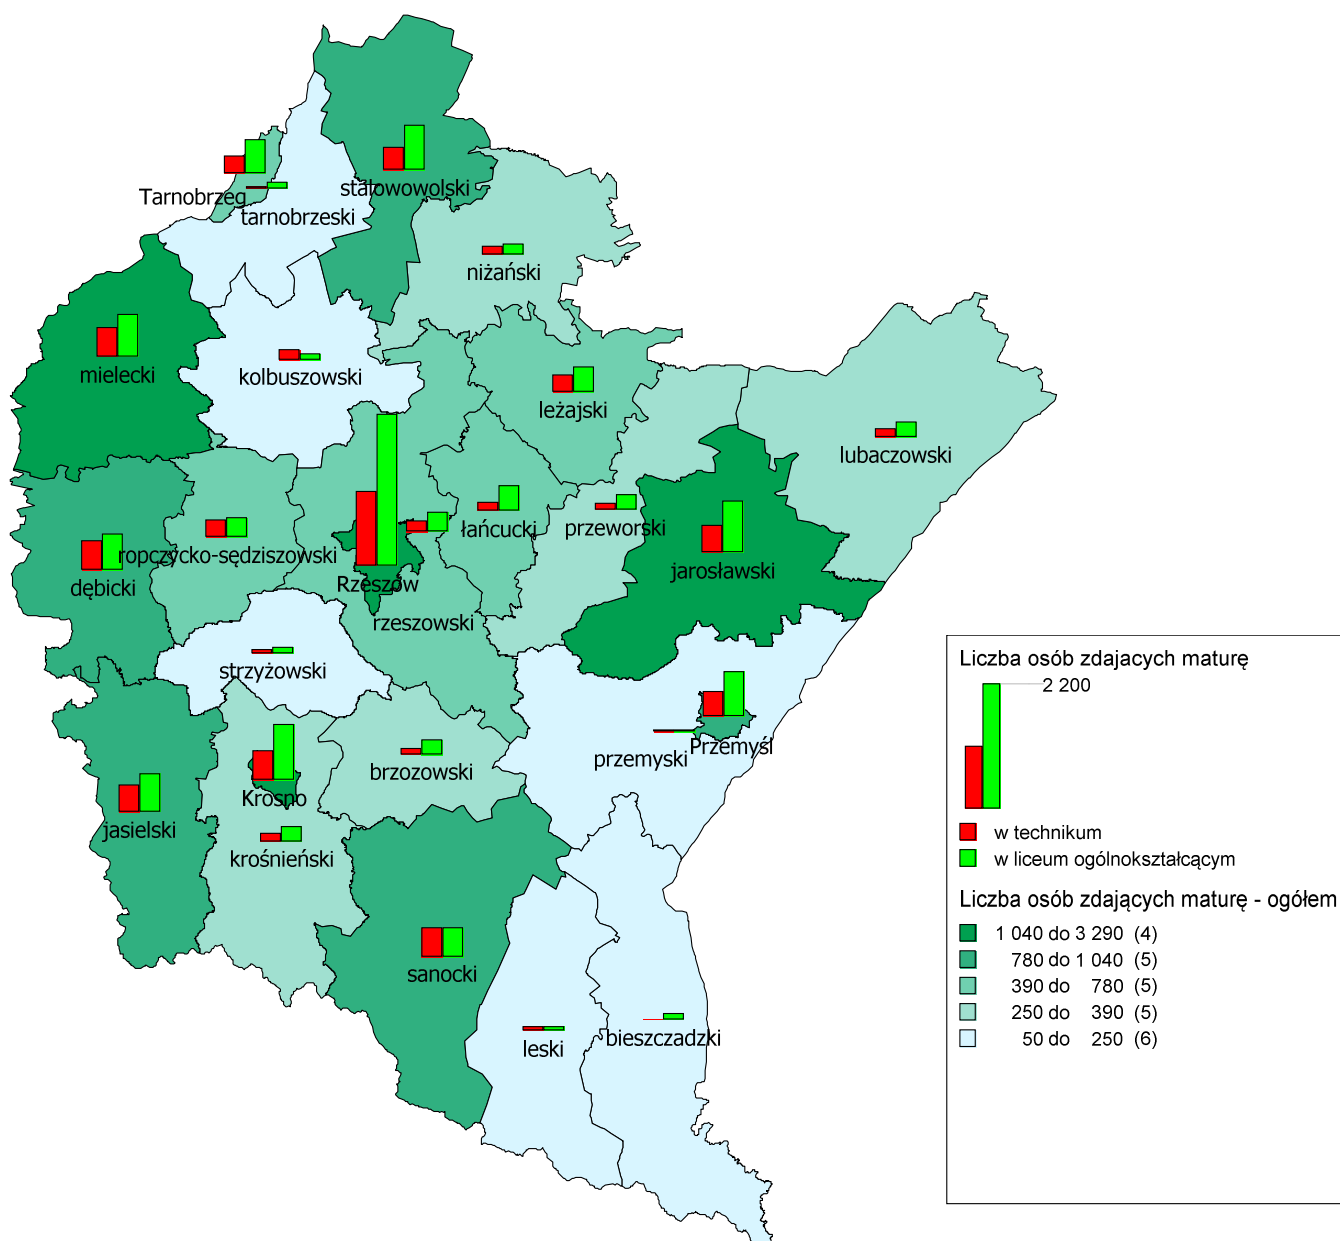 Tarnobrzeg
stalowowolski
tarnobrzeski
niżański
mielecki
kolbuszowski
leżajski
lubaczowski
ropczycko-sędziszowski
łańcucki
przeworski
jarosławski
dębicki
Rzeszów
rzeszowski
strzyżowski
przemyski
Przemyśl
brzozowski
Krosno
jasielski
krośnieński
sanocki
leski
bieszczadzki
Liczba osób zdajacych maturę
2 200
w technikum
w liceum ogólnokształcącym
Liczba osób zdających maturę - ogółem
1 040 do 3 290 (4)
780 do 1 040 (5)
390 do 780 (5)
250 do 390 (5)
50 do 250 (6)